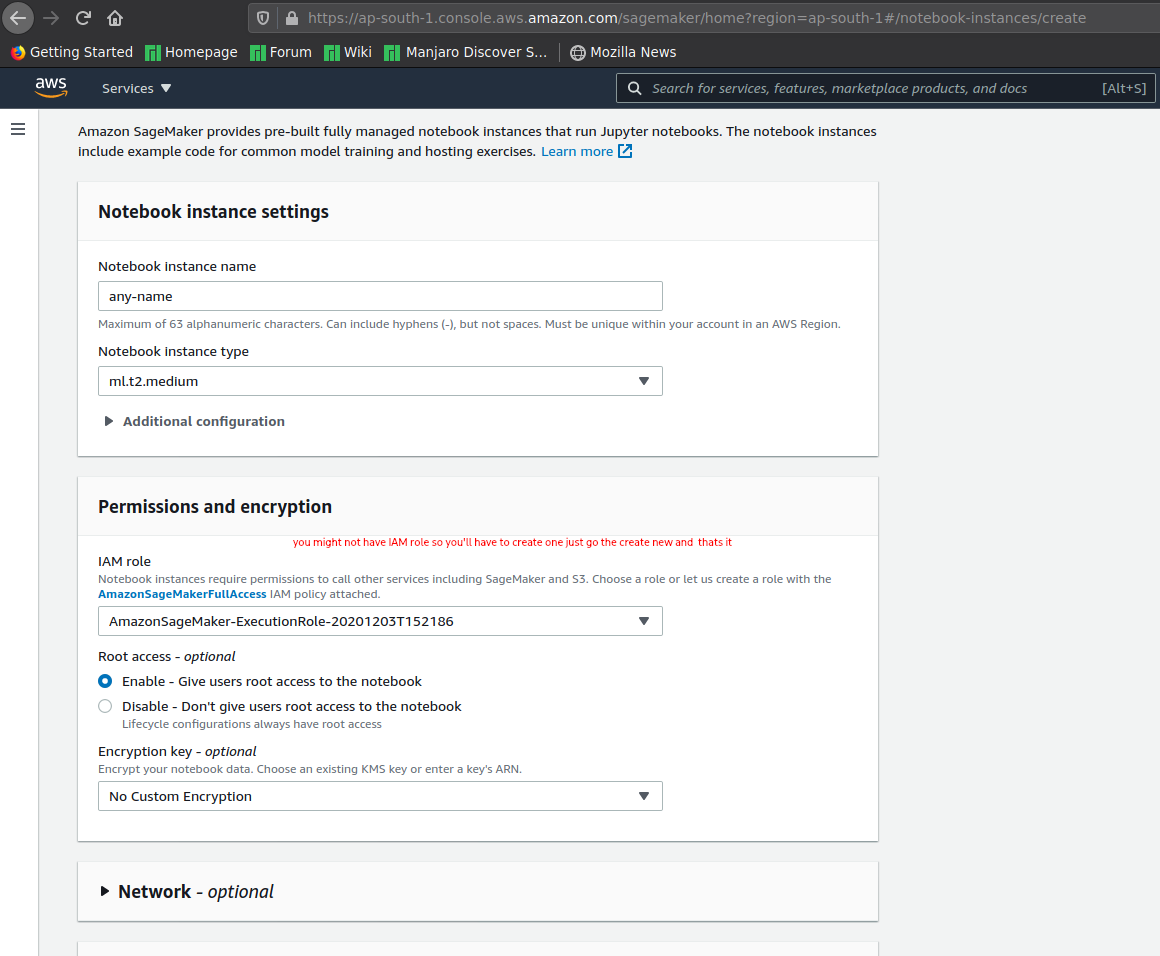 https://ap-south-1.console.aws.amazon.com/sagemaker/home?region=ap-south-1#/notebook-instances/create
Getting Started Homepage Forum Wiki Manjaro Discover S... Mozilla News
aws Services Search for services, features, marketplace products, and docs [Alt+S]
Amazon SageMaker provides pre-built fully managed notebook instances that run Jupyter notebooks. The notebook instances
include example code for common model training and hosting exercises. Learn more
Notebook instance settings
Notebook instance name
any-name
Maximum of 63 alphanumeric characters. Can include hyphens (-), but not spaces. Must be unique within your account in an AWS Region.
Notebook instance type
ml.t2.medium
Additional configuration
Permissions and encryption
you might not have IAM role so you'll have to create one just go the create new and thats it
IAM role
Notebook instances require permissions to call other services including SageMaker and S3. Choose a role or let us create a role with the
AmazonSageMakerFullAccess IAM policy attached.
AmazonSageMaker-ExecutionRole-20201203T152186
Root access - optional
Enable - Give users root access to the notebook
Disable - Don't give users root access to the notebook
Lifecycle configurations always have root access
Encryption key - optional
Encrypt your notebook data. Choose an existing KMS key or enter a key's ARN.
No Custom Encryption
Network - optional